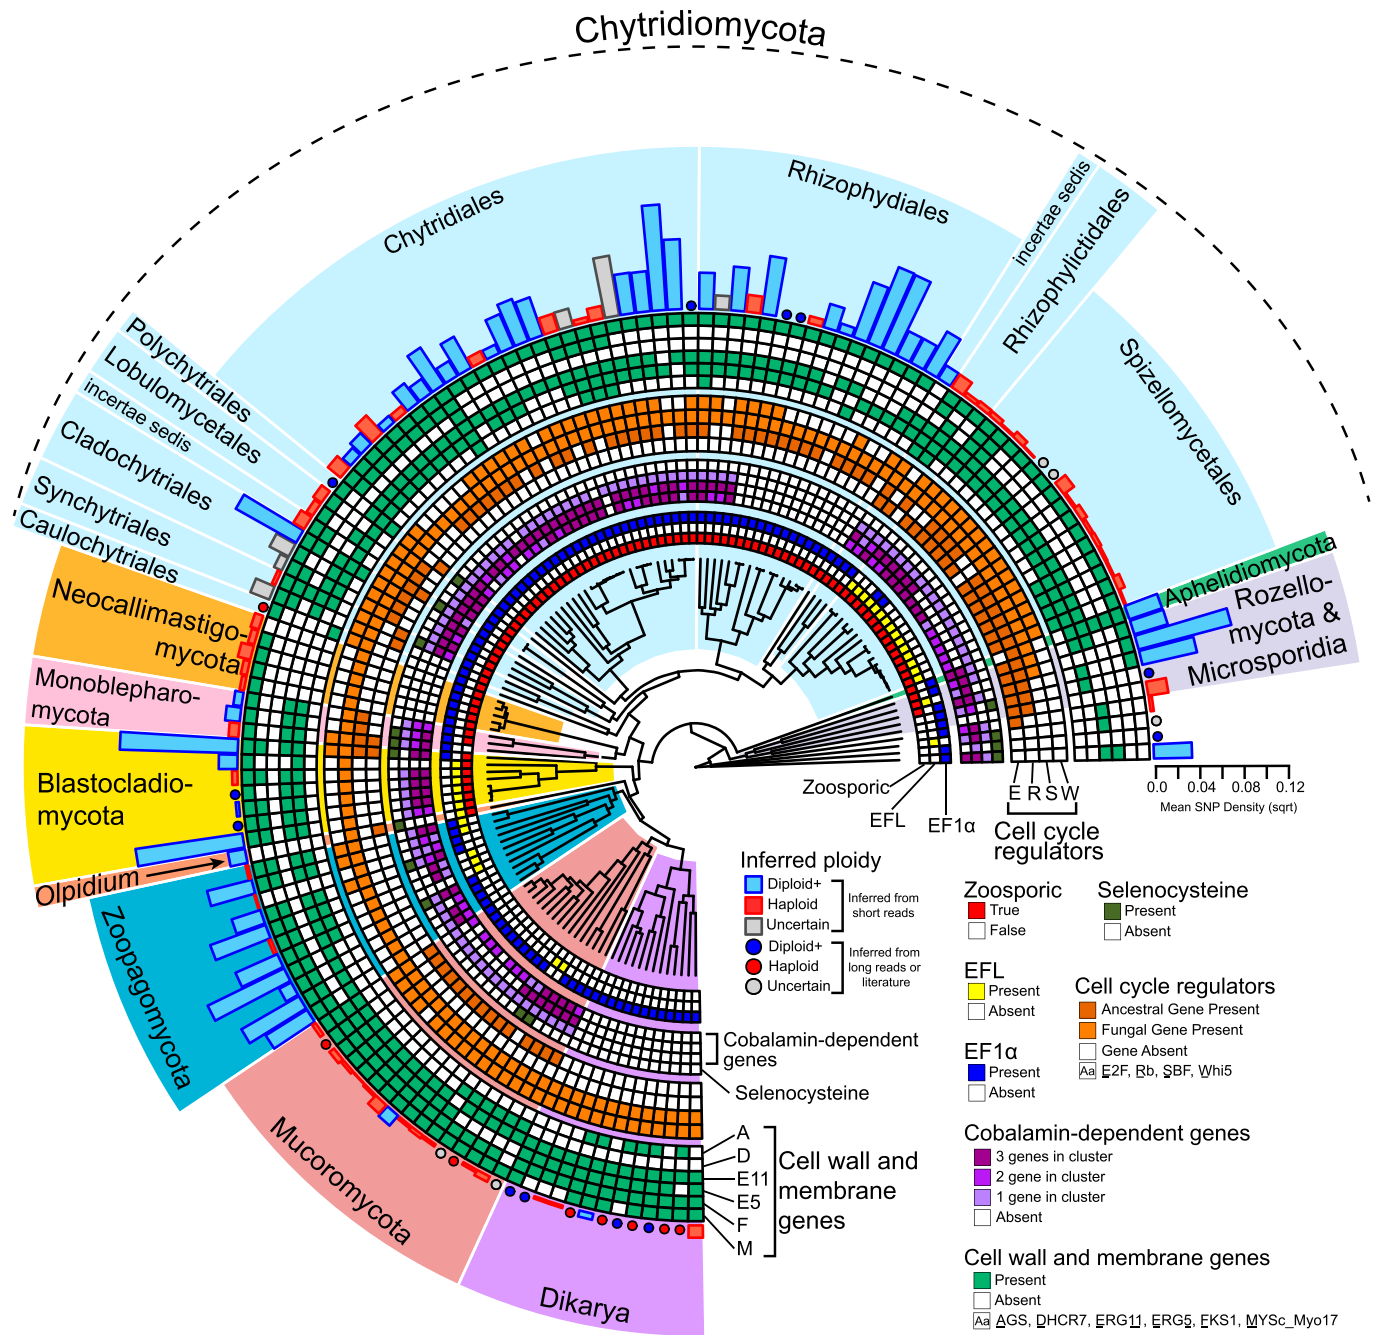 Chytridiomycota
Chytridiales
Rhizophydiales
incertae sedis
Rhizophylictidales
Spizellomycetales
Polychytriales
Lobulomycetales
incertae sedis
Cladochytriales
Synchytriales
Caulochytriales
Neocallimastigo-
mycota
Monoblepharo-
mycota
Blastocladio-
mycota
Olpidium
Zoopagomycota
Mucoromycota
Dikarya
Aphelidiomycota
Rozello-
mycota &
Microsporidia
Zoosporic
EFL
EF1α
E R S W
Cell cycle
regulators
0.0 0.04 0.08 0.12
Mean SNP Density (sqrt)
Inferred ploidy
Diploid+
Haploid
Uncertain
Inferred from
short reads
Diploid+
Haploid
Uncertain
Inferred from
long reads or
literature
Cobalamin-dependent
genes
Selenocysteine
A
D
E11
E5
F
M
Cell wall and
membrane
genes
Zoosporic
True
False
Selenocysteine
Present
Absent
EFL
Present
Absent
EF1α
Present
Absent
Cell cycle regulators
Ancestral Gene Present
Fungal Gene Present
Gene Absent
Aa E2F, Rb, SBF, Whi5
Cobalamin-dependent genes
3 genes in cluster
2 gene in cluster
1 gene in cluster
Absent
Cell wall and membrane genes
Present
Absent
Aa AGS, DHCR7, ERG11, ERG5, FKS1, MYSc_Myo17